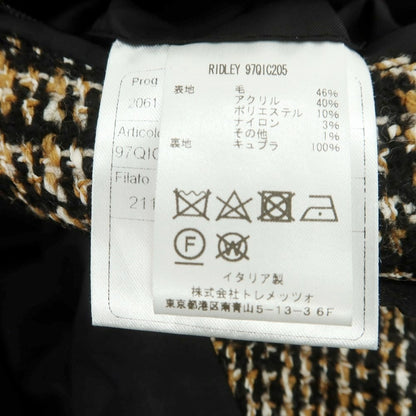 RIDLEY 97QIC205
表地 毛 46%
アクリル 40%
ポリエステル 10%
ナイロン 3%
その他 1%
裏地 キュプラ 100%
F
W
イタリア製
株式会社トレメッツォ
東京都港区南青山5-13-3 6F
Prod
2061
Articolo
97QIC
Filato
211